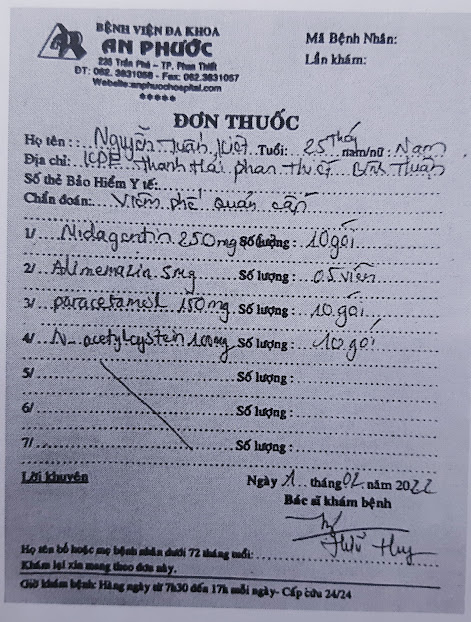 BỆNH VIỆN ĐA KHOA
AN PHƯỚC
235 Trần Phú – TP. Phan Thiết
ĐT: 062. 3831056 - Fax: 062.3831057
Website:anphuochospital.com
*****
Mã Bệnh Nhân:
Lần khám:
ĐƠN THUỐC
Họ tên : Nguyễn Tuấn Kiệt Tuổi: 25 tháng nam/nữ : Nam
Địa chỉ: Thanh Hải Phan Thiết Bình Thuận
Số thẻ Bảo Hiểm Y tế:
Chẩn đoán: Viêm phế quản cấp
1/ Midagentin 250mg Số lượng : 10 gói
2/ Alimemazin 5mg Số lượng : 05 viên
3/ paracetamol 150mg Số lượng : 10 gói
4/ N-acetylcystein 100mg Số lượng : 10 gói
5/ Số lượng :
6/ Số lượng :
7/ Số lượng :
Lời khuyên
Ngày 1 tháng 02 năm 2022
Bác sĩ khám bệnh
Huy
Họ tên bố hoặc mẹ bệnh nhân dưới 72 tháng tuổi:
Khám lại xin mang theo đơn này.
Giờ khám bệnh: Hàng ngày từ 7h30 đến 17h mỗi ngày- Cấp cứu 24/24